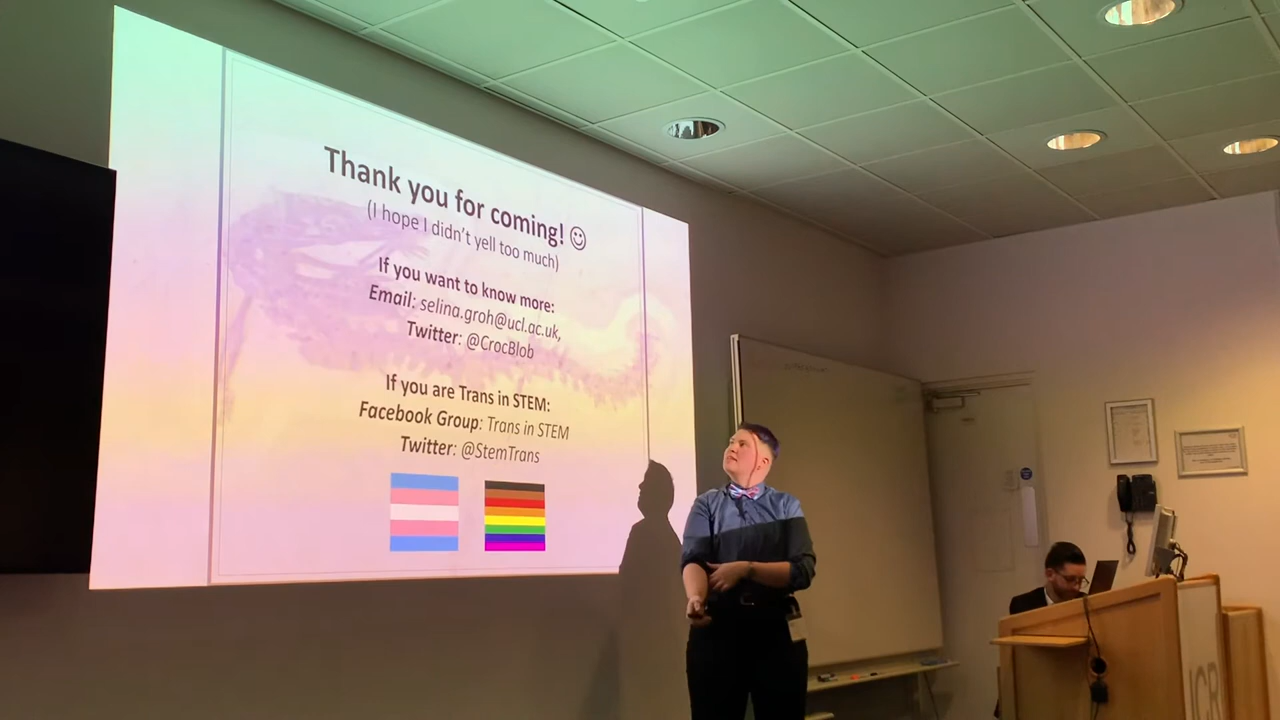 Thank you for coming! ☺
(I hope I didn't yell too much)
If you want to know more:
Email: selina.groh@ucl.ac.uk,
Twitter: @CrocBlob
If you are Trans in STEM:
Facebook Group: Trans in STEM
Twitter: @StemTrans
ICR